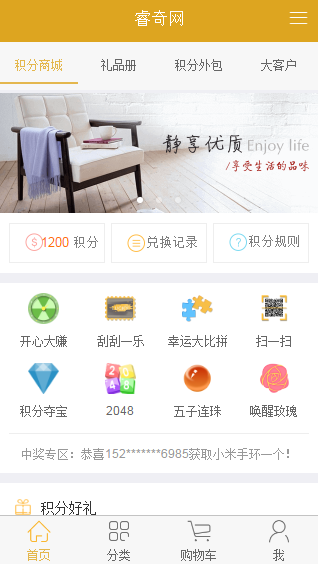 睿奇网
积分商城 礼品册 积分外包 大客户
静享优质 Enjoy life
/享受生活的品味
1200 积分 兑换记录 积分规则
开心大赚 刮刮一乐 幸运大比拼 扫一扫
积分夺宝 2048 五子连珠 唤醒玫瑰
中奖专区：恭喜152*******6985获取小米手环一个！
积分好礼
首页 分类 购物车 我